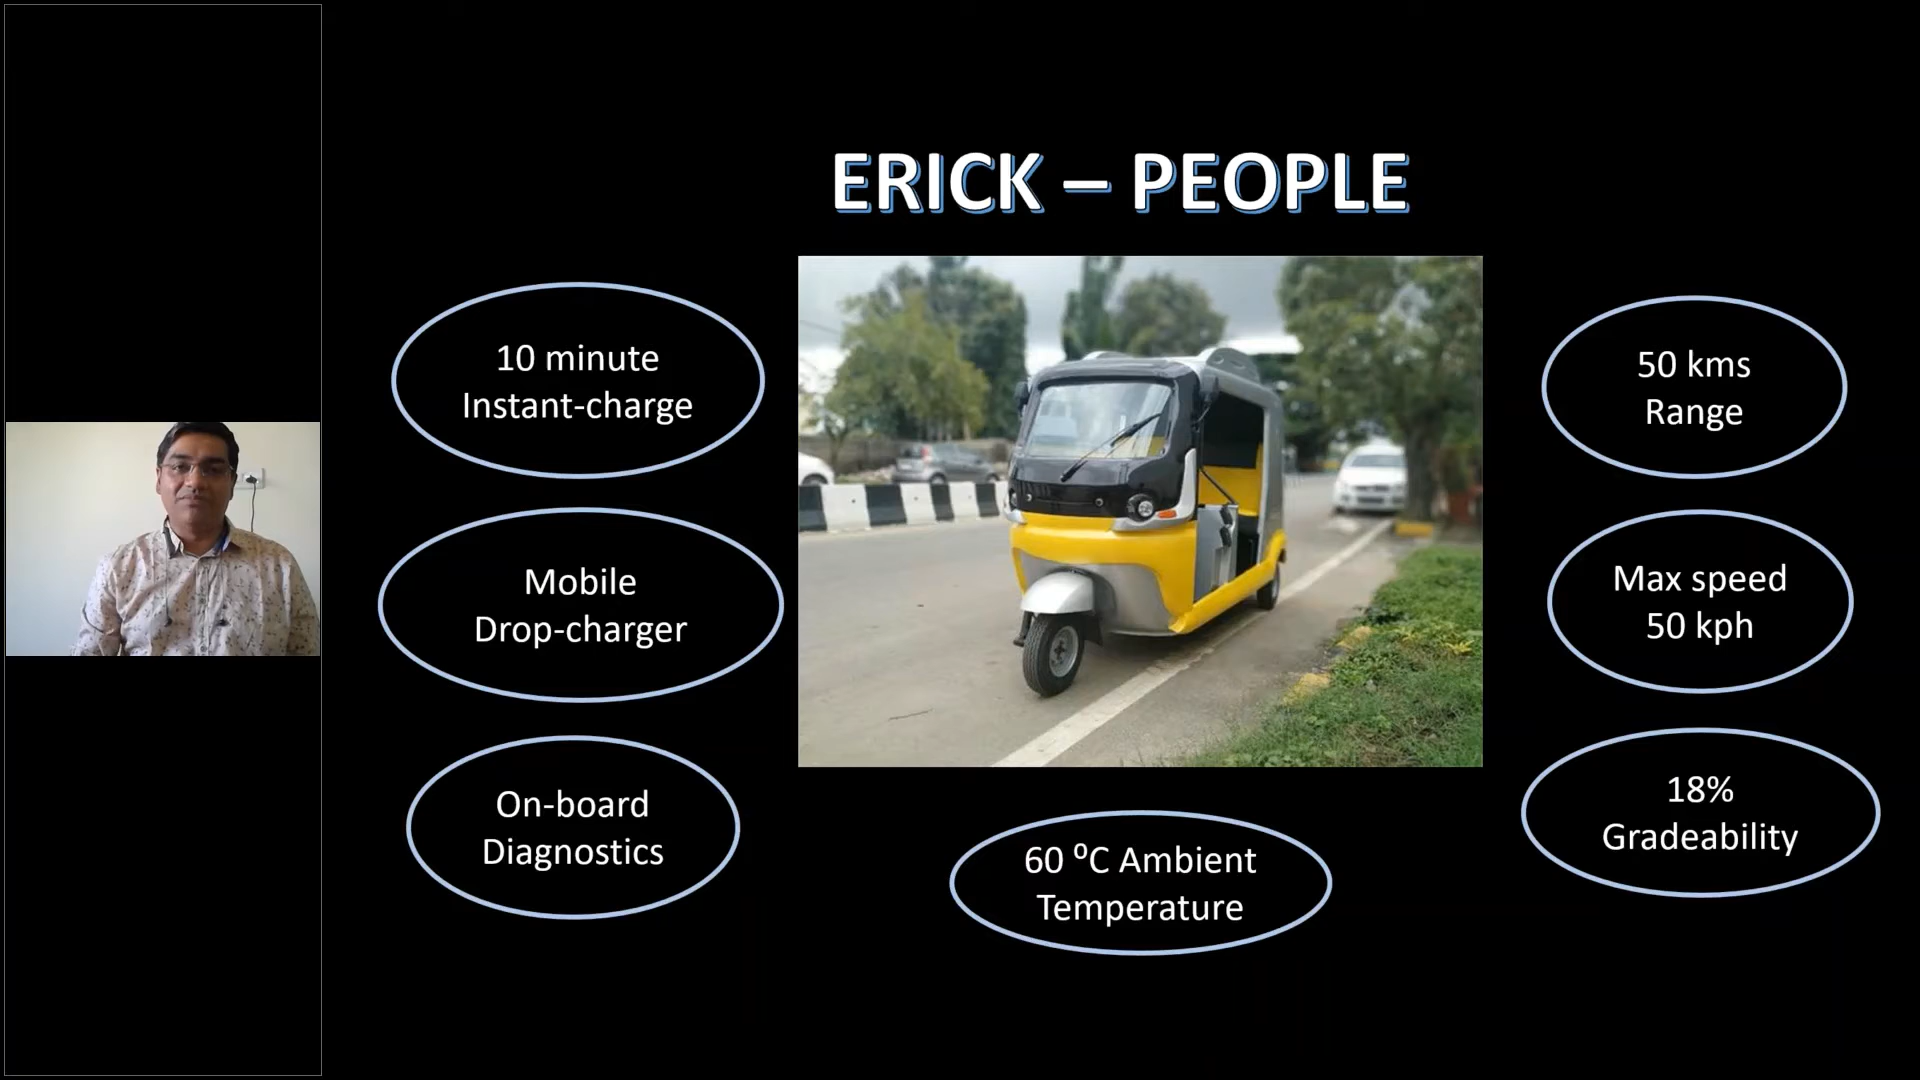 ERICK – PEOPLE
10 minute
Instant-charge
Mobile
Drop-charger
On-board
Diagnostics
60 ⁰C Ambient
Temperature
50 kms
Range
Max speed
50 kph
18%
Gradeability